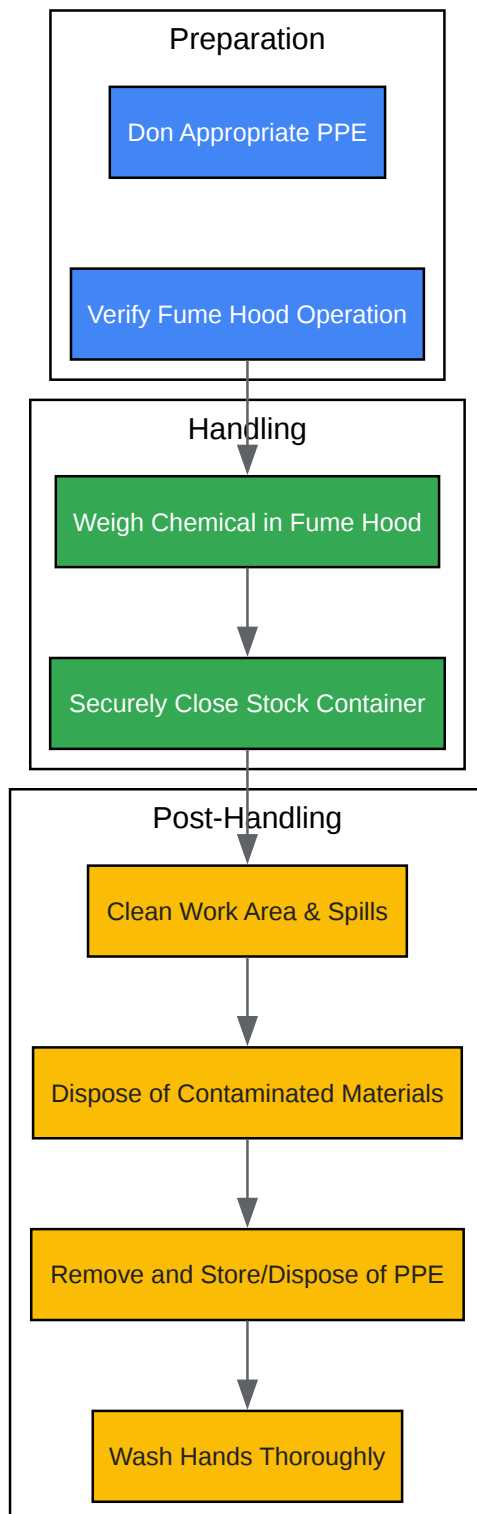 Preparation
Don Appropriate PPE
Verify Fume Hood Operation
Handling
Weigh Chemical in Fume Hood
Securely Close Stock Container
Post-Handling
Clean Work Area & Spills
Dispose of Contaminated Materials
Remove and Store/Dispose of PPE
Wash Hands Thoroughly